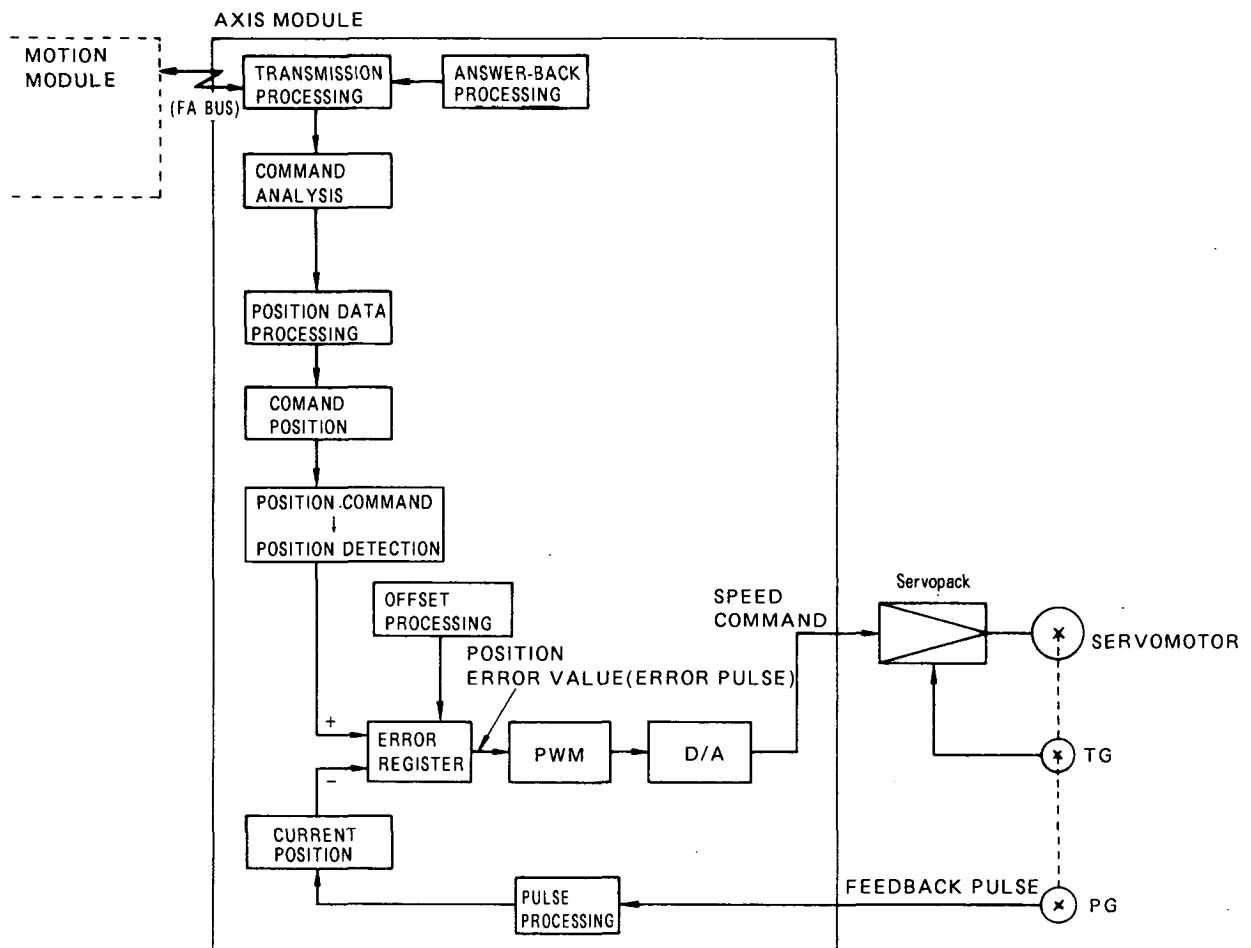 AXIS MODULE
MOTION
MODULE
(FA BUS)
TRANSMISSION
PROCESSING
ANSWER-BACK
PROCESSING
COMMAND
ANALYSIS
POSITION DATA
PROCESSING
COMAND
POSITION
POSITION COMMAND
↓
POSITION DETECTION
OFFSET
PROCESSING
POSITION
ERROR VALUE(ERROR PULSE)
SPEED
COMMAND
Servopack
SERVOMOTOR
+
−
ERROR
REGISTER
PWM
D/A
TG
CURRENT
POSITION
PULSE
PROCESSING
FEEDBACK PULSE
PG